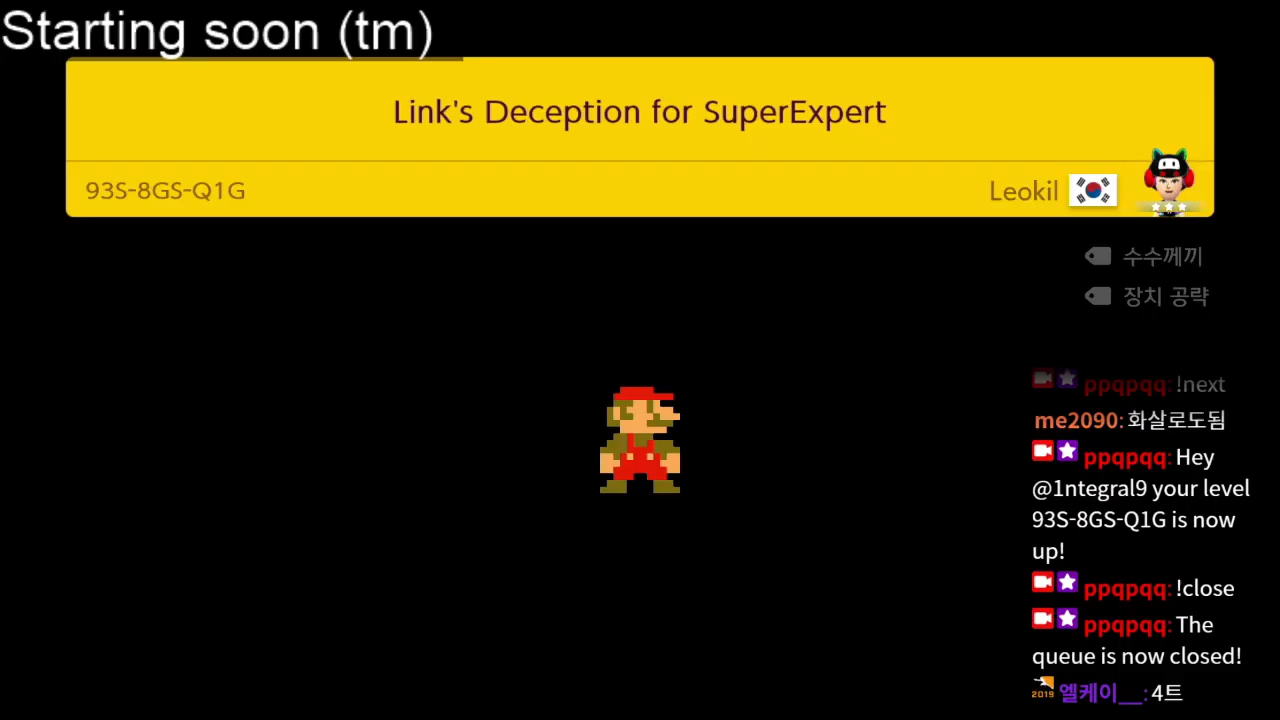 Starting soon (tm)
Link's Deception for SuperExpert
93S-8GS-Q1G
Leokil
수수께끼
장치 공략
ppqpqq: !next
me2090: 화살로도됨
ppqpqq: Hey
@1ntegral9 your level
93S-8GS-Q1G is now
up!
ppqpqq: !close
ppqpqq: The
queue is now closed!
2019 엘케이__: 4트